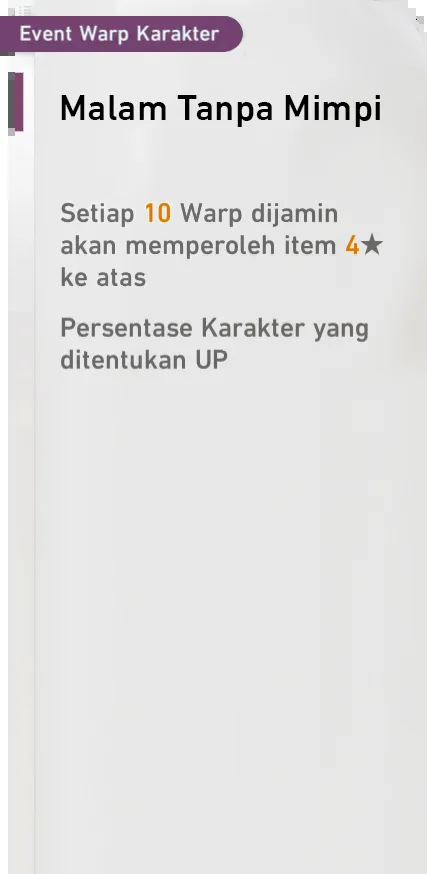 Event Warp Karakter
Malam Tanpa Mimpi
Setiap 10 Warp dijamin
akan memperoleh item 4★
ke atas
Persentase Karakter yang
ditentukan UP